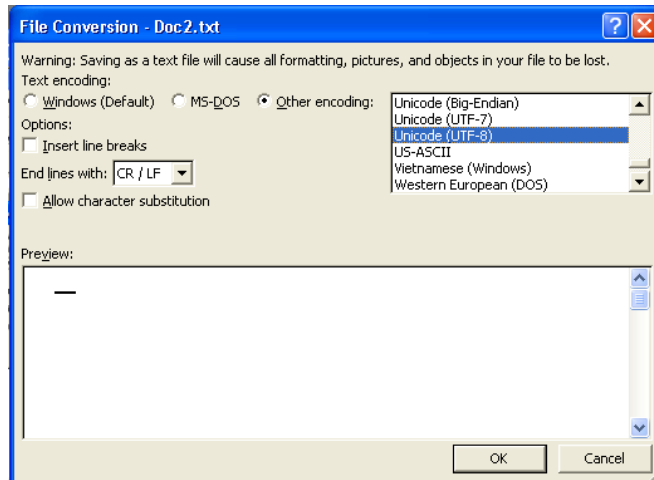 File Conversion - Doc2.txt
Warning: Saving as a text file will cause all formatting, pictures, and objects in your file to be lost.
Text encoding:
Windows (Default) MS-DOS Other encoding:
Unicode (Big-Endian)
Unicode (UTF-7)
Unicode (UTF-8)
US-ASCII
Vietnamese (Windows)
Western European (DOS)
Options:
Insert line breaks
End lines with: CR / LF
Allow character substitution
Preview:
OK Cancel